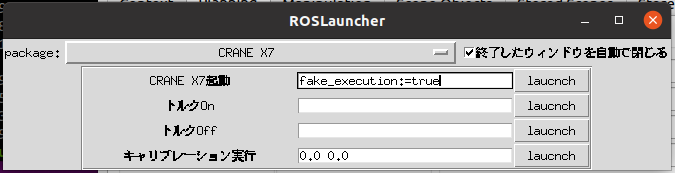 ROSLauncher
package: CRANE X7 終了したウィンドウを自動で閉じる
CRANE X7起動 fake_execution:=true laucnch
トルクOn laucnch
トルクOff laucnch
キャリブレーション実行 0.0 0.0 laucnch